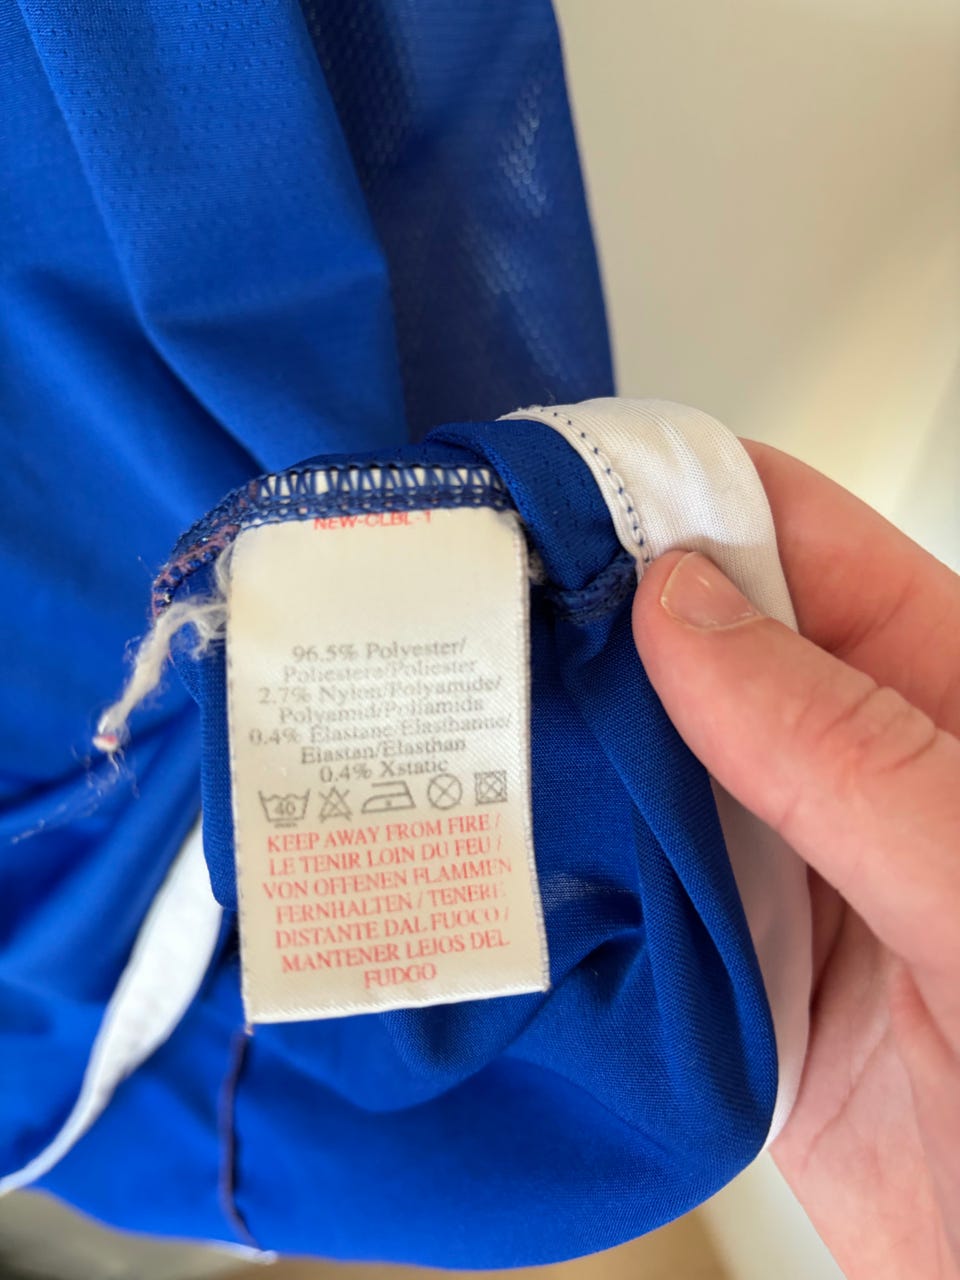 NEW-CLBL-1
96.5% Polyester/
Poliestere/Poliester
2.7% Nylon/Polyamide/
Polyamid/Poliamida
0.4% Elastane/Elasthanne/
Elastan/Elasthan
0.4% Xstatic
40
KEEP AWAY FROM FIRE /
LE TENIR LOIN DU FEU /
VON OFFENEN FLAMMEN
FERNHALTEN / TENERE
DISTANTE DAL FUOCO /
MANTENER LEJOS DEL
FUDGO